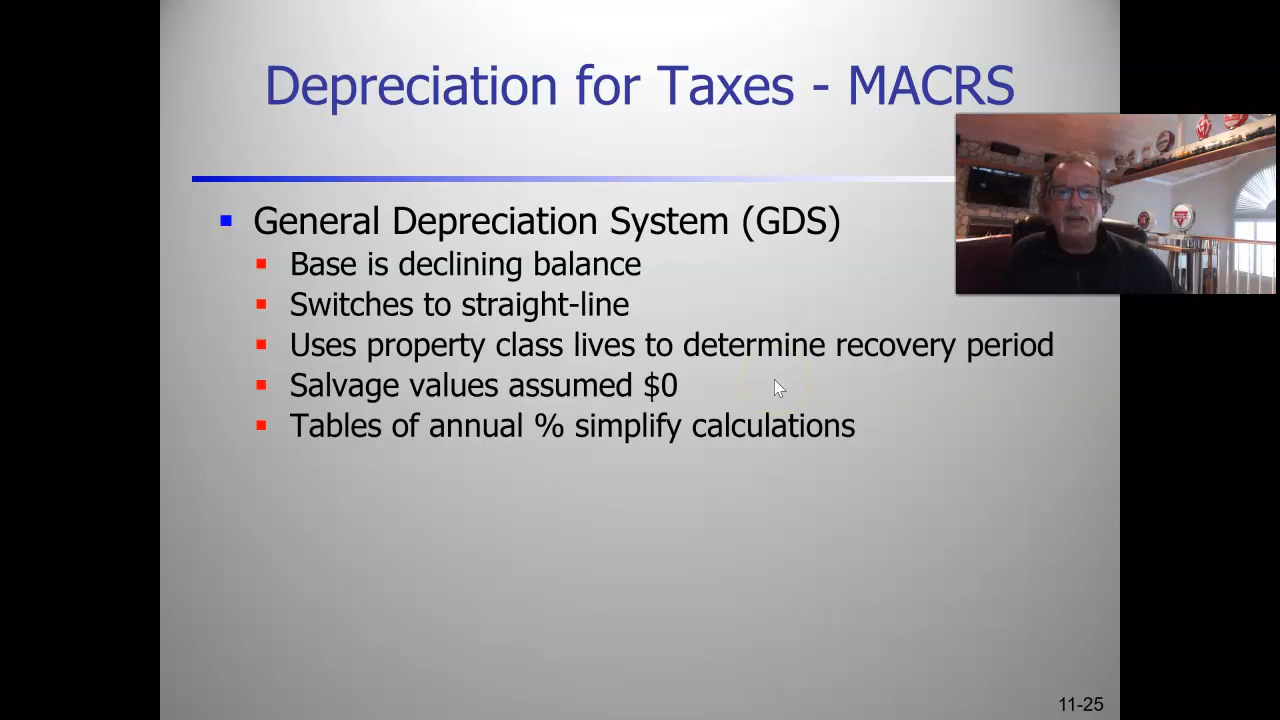 Depreciation for Taxes - MACRS
General Depreciation System (GDS)
Base is declining balance
Switches to straight-line
Uses property class lives to determine recovery period
Salvage values assumed $0
Tables of annual % simplify calculations
11-25